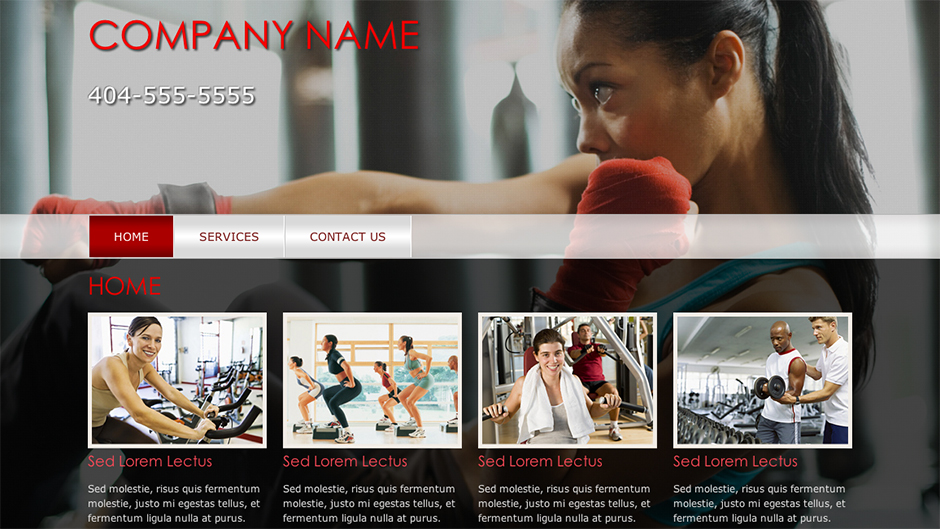 COMPANY NAME
404-555-5555
HOME SERVICES CONTACT US
HOME
Sed Lorem Lectus
Sed molestie, risus quis fermentum
molestie, justo mi egestas tellus, et
fermentum ligula nulla at purus.
Sed Lorem Lectus
Sed molestie, risus quis fermentum
molestie, justo mi egestas tellus, et
fermentum ligula nulla at purus.
Sed Lorem Lectus
Sed molestie, risus quis fermentum
molestie, justo mi egestas tellus, et
fermentum ligula nulla at purus.
Sed Lorem Lectus
Sed molestie, risus quis fermentum
molestie, justo mi egestas tellus, et
fermentum ligula nulla at purus.